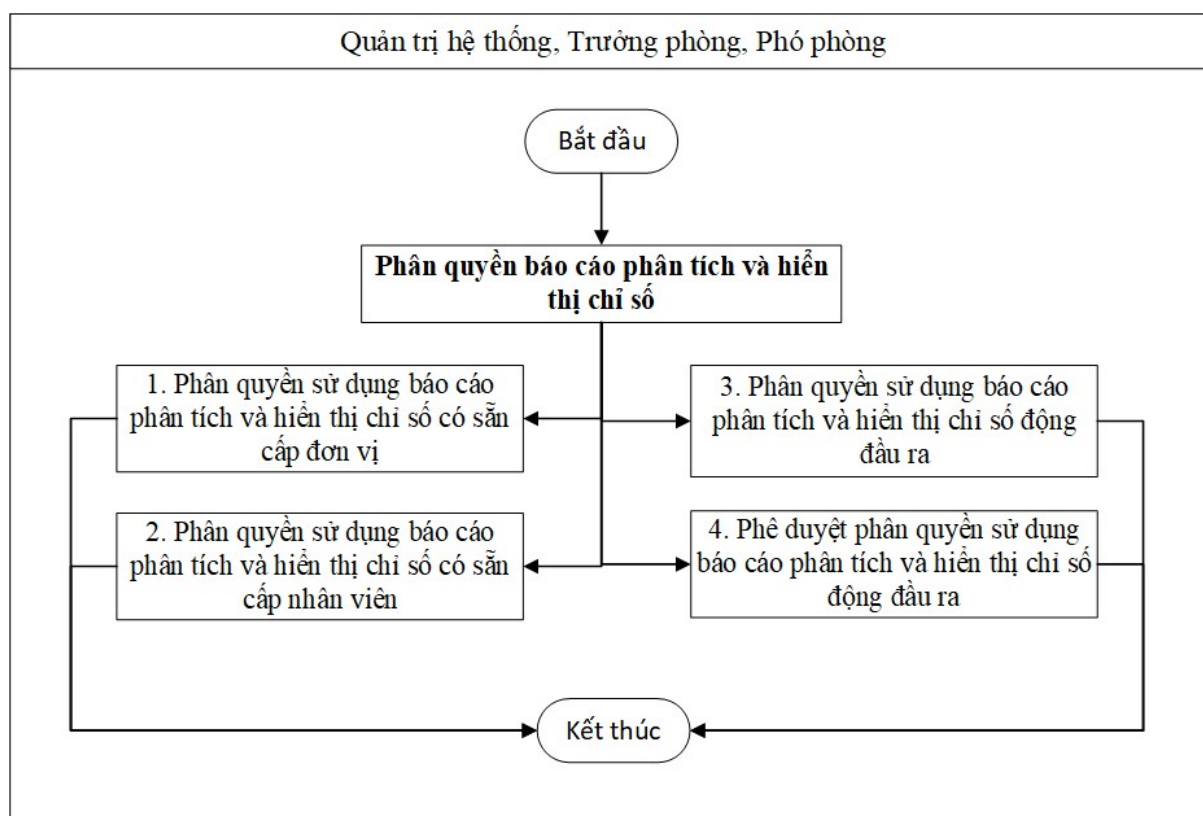 Quản trị hệ thống, Trưởng phòng, Phó phòng
Bắt đầu
Phân quyền báo cáo phân tích và hiển
thị chỉ số
1. Phân quyền sử dụng báo cáo
phân tích và hiển thị chỉ số có sẵn
cấp đơn vị
2. Phân quyền sử dụng báo cáo
phân tích và hiển thị chỉ số có sẵn
cấp nhân viên
3. Phân quyền sử dụng báo cáo
phân tích và hiển thị chỉ số động
đầu ra
4. Phê duyệt phân quyền sử dụng
báo cáo phân tích và hiển thị chỉ số
động đầu ra
Kết thúc